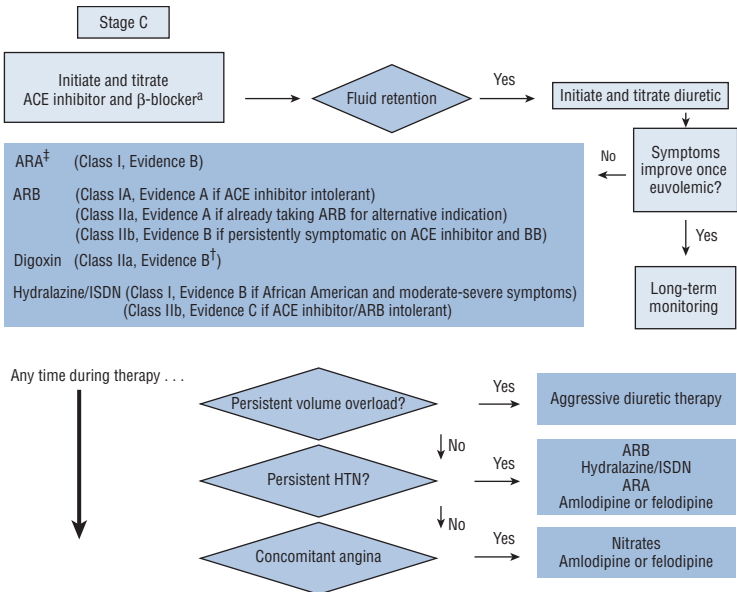 Stage C
Initiate and titrate
ACE inhibitor and β-blockerᵃ
Fluid retention
Yes
Initiate and titrate diuretic
Symptoms
improve once
euvolemic?
No
Yes
Long-term
monitoring
ARA‡ (Class I, Evidence B)
ARB (Class IA, Evidence A if ACE inhibitor intolerant)
(Class IIa, Evidence A if already taking ARB for alternative indication)
(Class IIb, Evidence B if persistently symptomatic on ACE inhibitor and BB)
Digoxin (Class IIa, Evidence B†)
Hydralazine/ISDN (Class I, Evidence B if African American and moderate-severe symptoms)
(Class IIb, Evidence C if ACE inhibitor/ARB intolerant)
Any time during therapy . . .
Persistent volume overload?
Yes
Aggressive diuretic therapy
No
Persistent HTN?
Yes
ARB
Hydralazine/ISDN
ARA
Amlodipine or felodipine
No
Concomitant angina
Yes
Nitrates
Amlodipine or felodipine